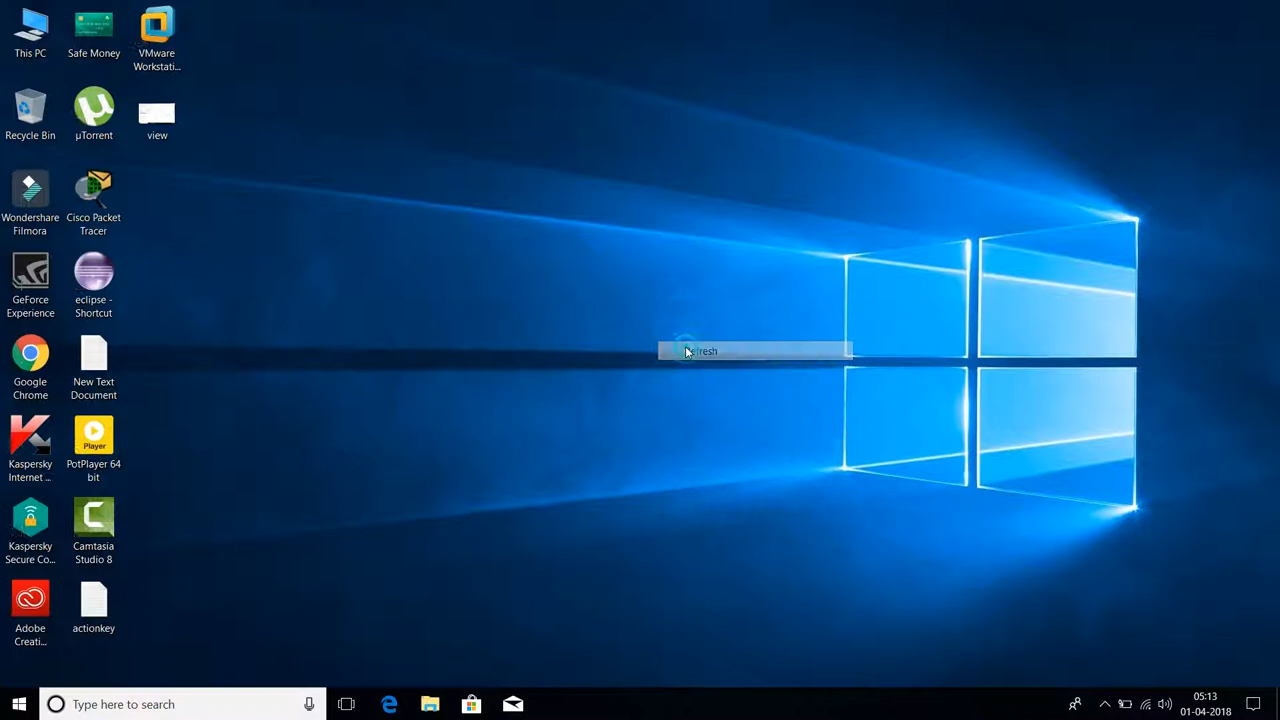 This PC
Safe Money
VMware
Workstati...
Recycle Bin
µTorrent
view
Wondershare
Filmora
Cisco Packet
Tracer
GeForce
Experience
eclipse -
Shortcut
Google
Chrome
New Text
Document
Kaspersky
Internet ...
Player
PotPlayer 64
bit
Kaspersky
Secure Co...
Camtasia
Studio 8
Adobe
Creati...
actionkey
efresh
Type here to search
05:13
01-04-2018